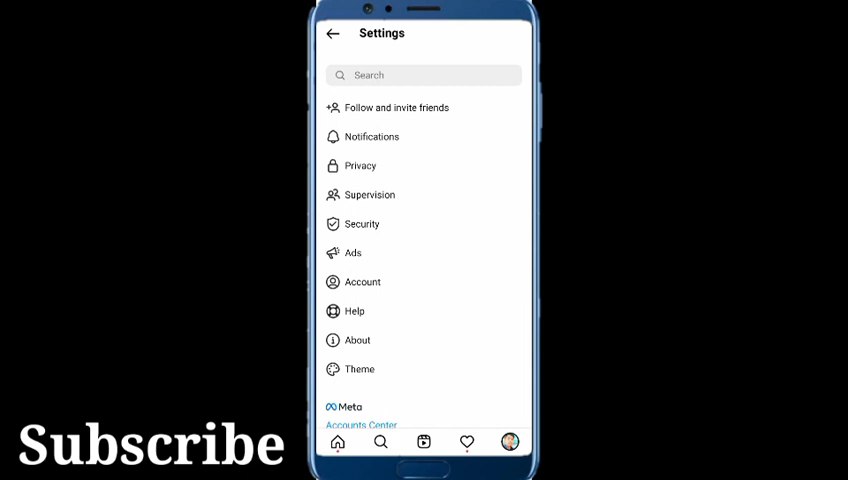 Settings
Search
Follow and invite friends
Notifications
Privacy
Supervision
Security
Ads
Account
Help
About
Theme
Meta
Accounts Center
Subscribe